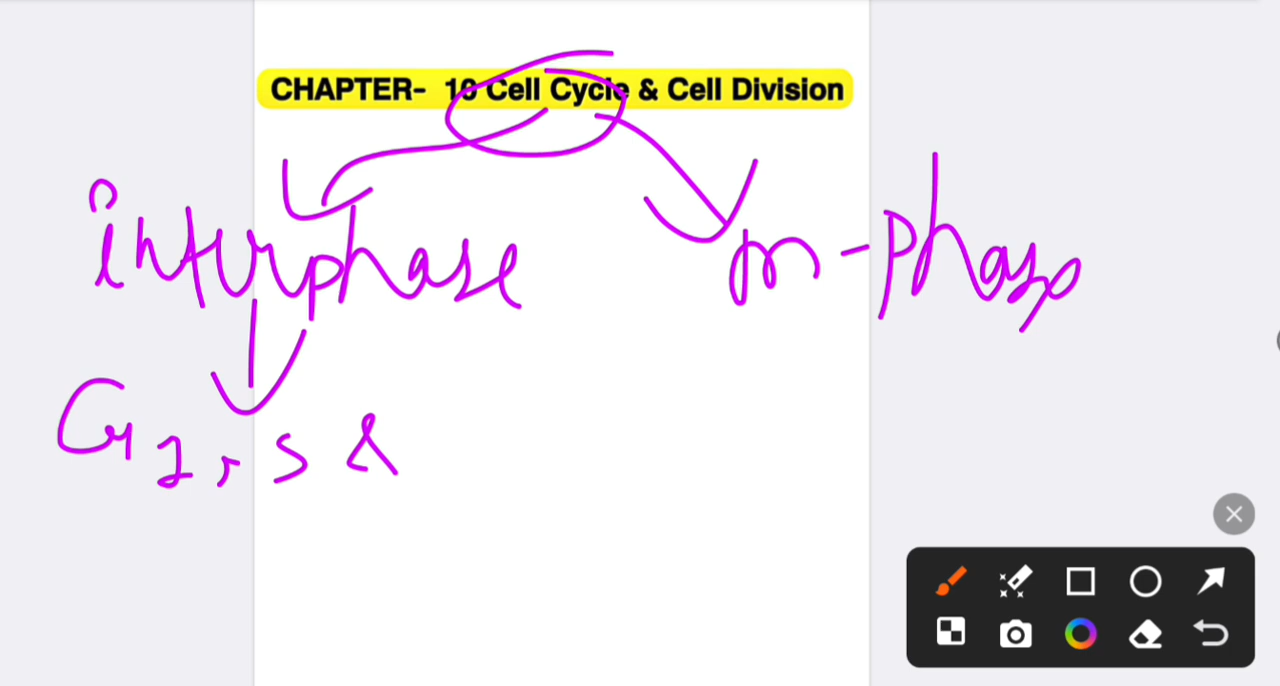 CHAPTER- 10 Cell Cycle & Cell Division
interphase m-phase
G1, S &